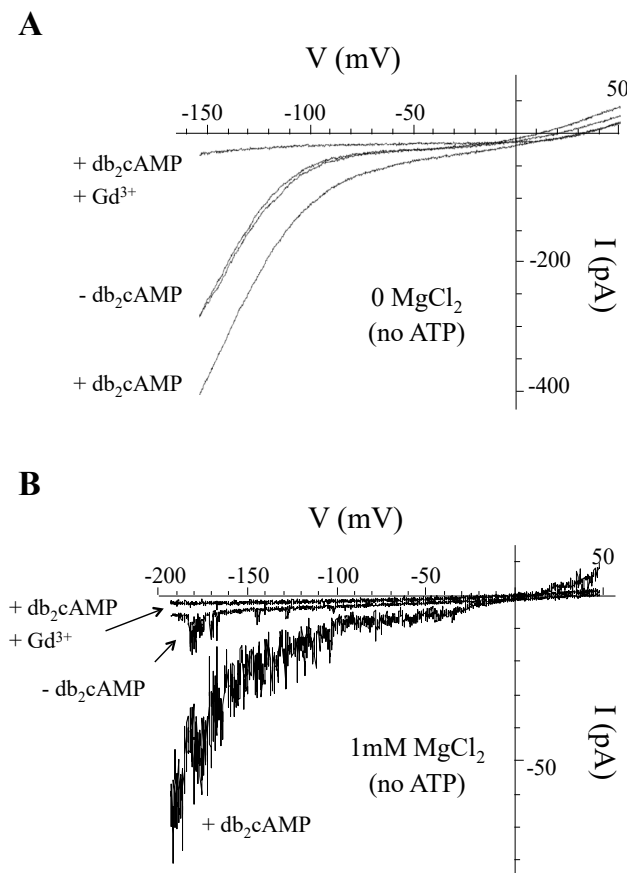 A
V (mV)
-150 -100 -50 50
+ db₂cAMP
+ Gd³⁺
-200
I (pA)
- db₂cAMP
0 MgCl₂
(no ATP)
+ db₂cAMP
-400
B
V (mV)
-200 -150 -100 -50 50
+ db₂cAMP
+ Gd³⁺
- db₂cAMP
I (pA)
1mM MgCl₂
(no ATP)
-50
+ db₂cAMP